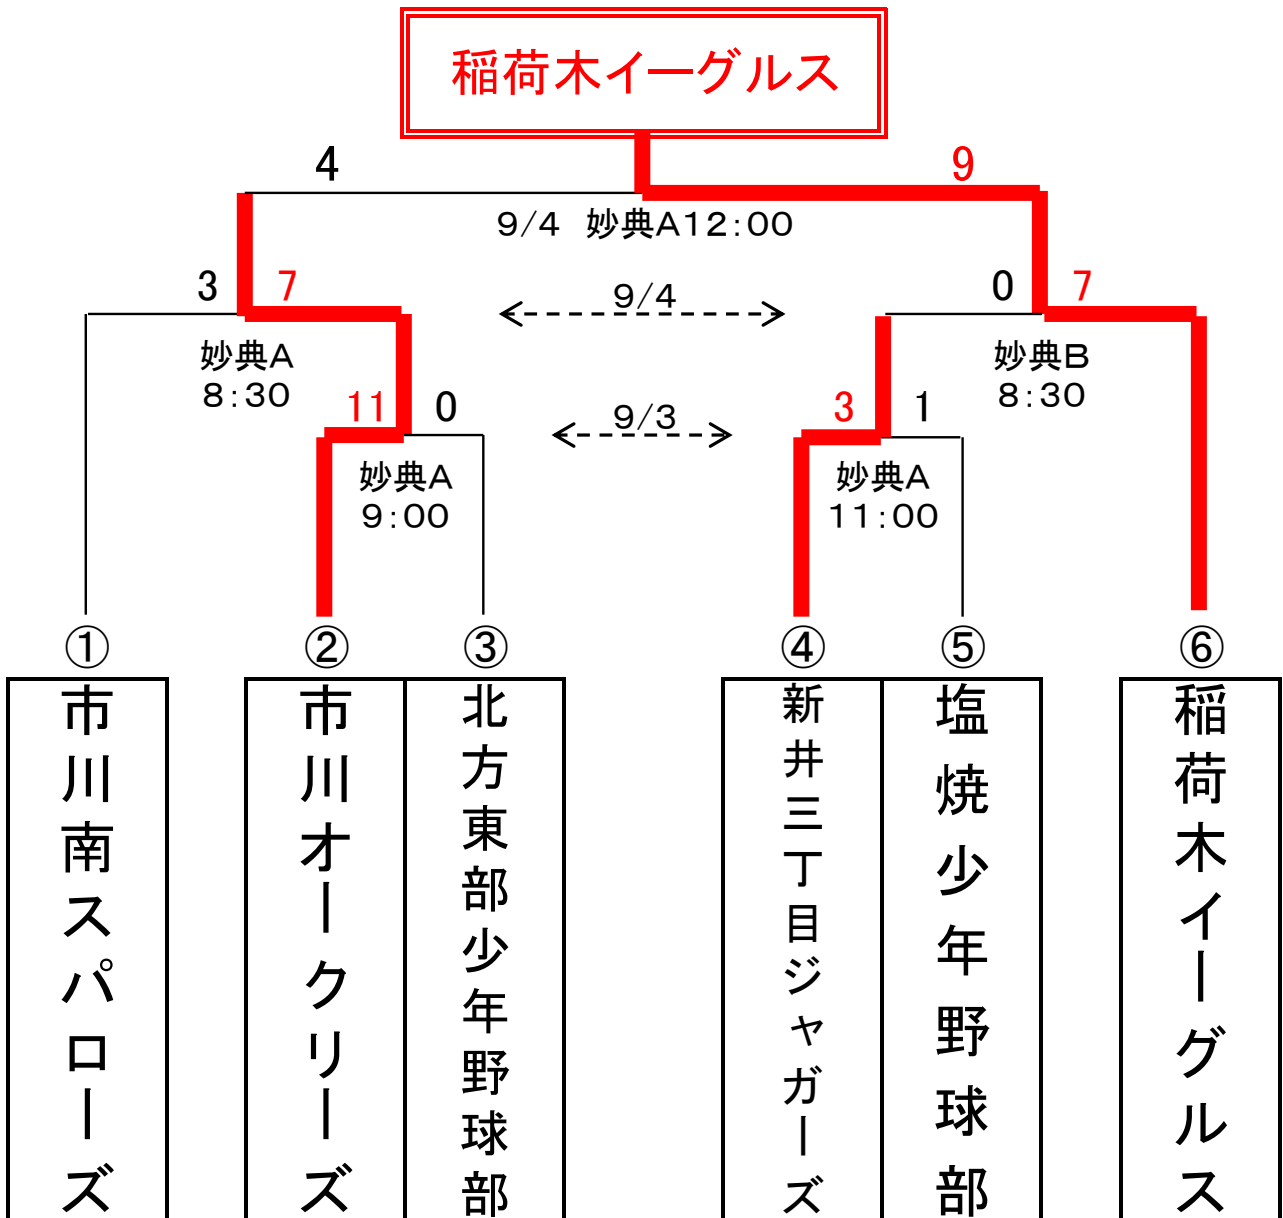 稲荷木イーグルス
4
9
9/4 妙典A12:00
3
7
9/4
0
7
妙典A
8:30
妙典B
8:30
11
0
9/3
3
1
妙典A
9:00
妙典A
11:00
①
②
③
④
⑤
⑥
市川南スパローズ
市川オークリーズ
北方東部少年野球部
新井三丁目ジャガーズ
塩焼少年野球部
稲荷木イーグルス